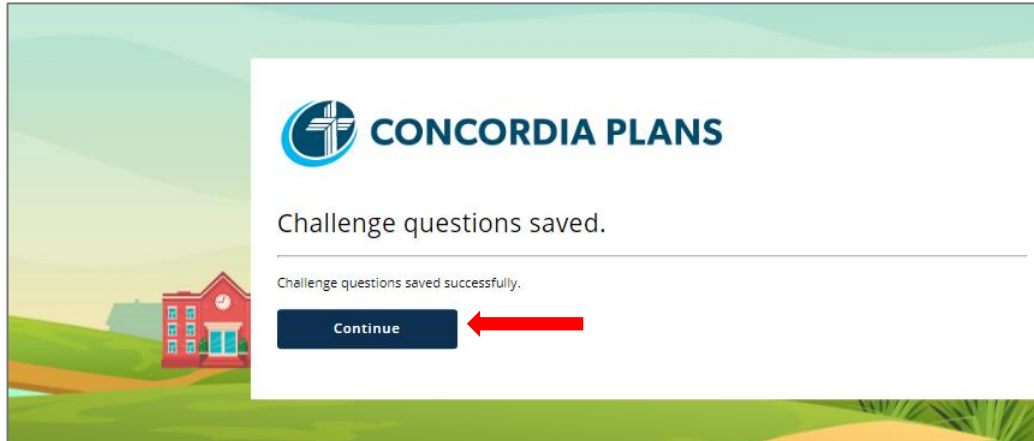 CONCORDIA PLANS
Challenge questions saved.
Challenge questions saved successfully.
Continue